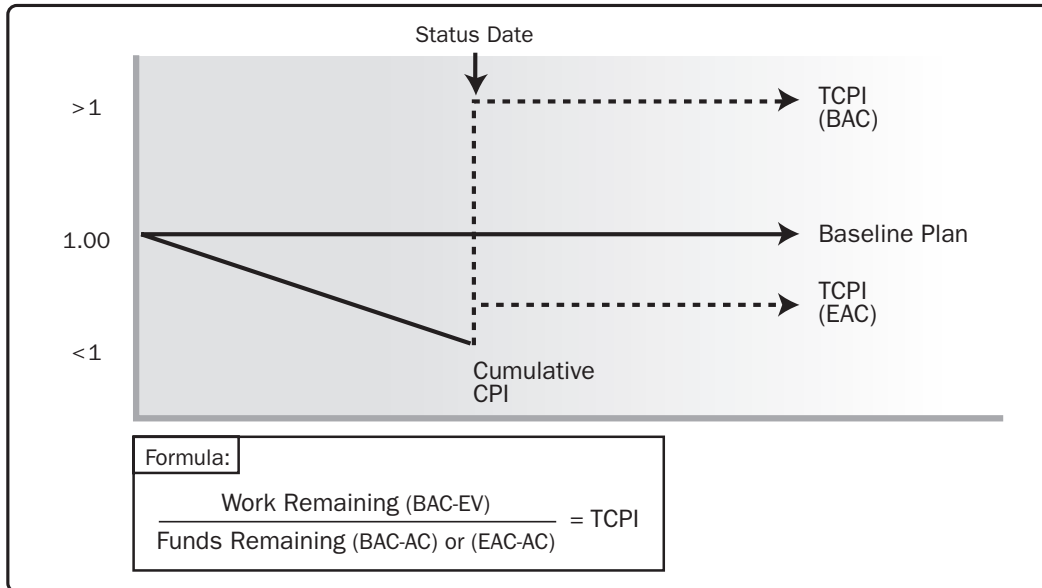 Status Date
>1
TCPI
(BAC)
1.00
Baseline Plan
TCPI
(EAC)
<1
Cumulative
CPI
Formula:
Work Remaining (BAC-EV)
Funds Remaining (BAC-AC) or (EAC-AC)
= TCPI